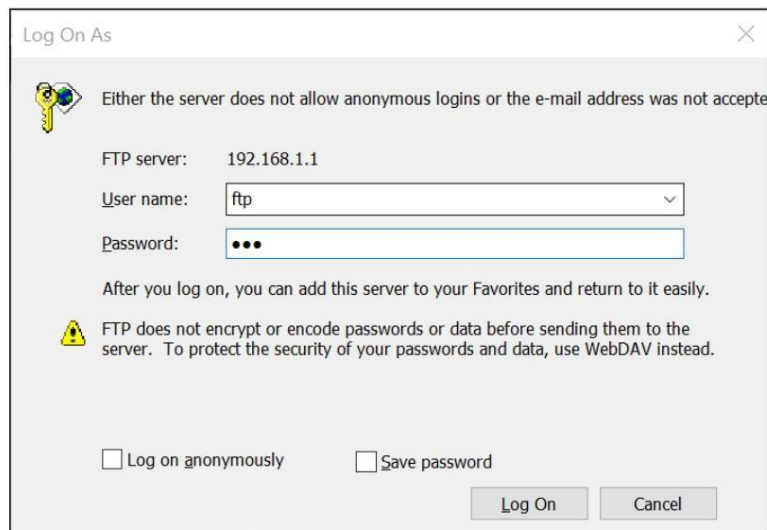 Log On As
Either the server does not allow anonymous logins or the e-mail address was not accepte
FTP server: 192.168.1.1
User name: ftp
Password: •••
After you log on, you can add this server to your Favorites and return to it easily.
FTP does not encrypt or encode passwords or data before sending them to the
server. To protect the security of your passwords and data, use WebDAV instead.
Log on anonymously Save password
Log On Cancel